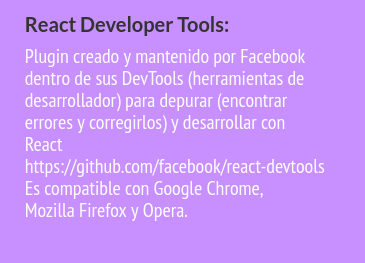 React Developer Tools:
Plugin creado y mantenido por Facebook
dentro de sus DevTools (herramientas de
desarrollador) para depurar (encontrar
errores y corregirlos) y desarrollar con
React
https://github.com/facebook/react-devtools
Es compatible con Google Chrome,
Mozilla Firefox y Opera.